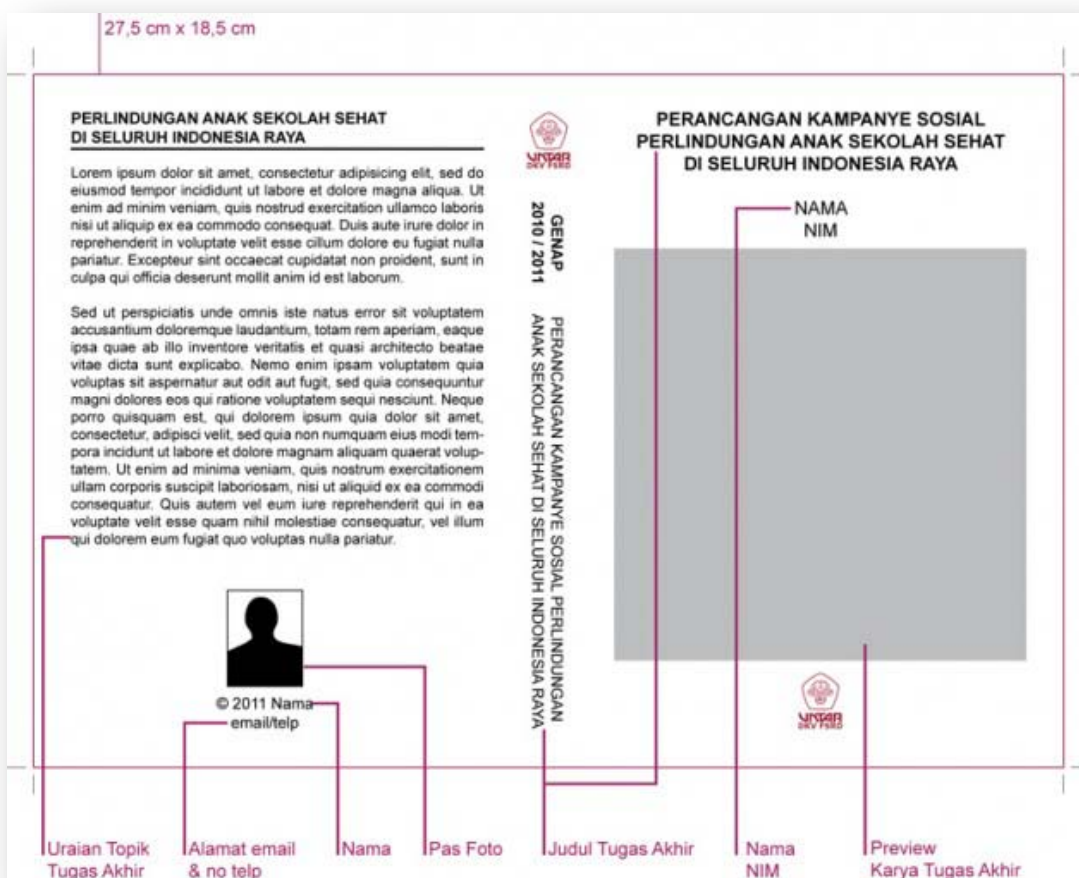 27,5 cm x 18,5 cm
PERLINDUNGAN ANAK SEKOLAH SEHAT
DI SELURUH INDONESIA RAYA
Lorem ipsum dolor sit amet, consectetur adipisicing elit, sed do
eiusmod tempor incididunt ut labore et dolore magna aliqua. Ut
enim ad minim veniam, quis nostrud exercitation ullamco laboris
nisi ut aliquip ex ea commodo consequat. Duis aute irure dolor in
reprehenderit in voluptate velit esse cillum dolore eu fugiat nulla
pariatur. Excepteur sint occaecat cupidatat non proident, sunt in
culpa qui officia deserunt mollit anim id est laborum.
Sed ut perspiciatis unde omnis iste natus error sit voluptatem
accusantium doloremque laudantium, totam rem aperiam, eaque
ipsa quae ab illo inventore veritatis et quasi architecto beatae
vitae dicta sunt explicabo. Nemo enim ipsam voluptatem quia
voluptas sit aspernatur aut odit aut fugit, sed quia consequuntur
magni dolores eos qui ratione voluptatem sequi nesciunt. Neque
porro quisquam est, qui dolorem ipsum quia dolor sit amet,
consectetur, adipisci velit, sed quia non numquam eius modi tem-
pora incidunt ut labore et dolore magnam aliquam quaerat volup-
tatem. Ut enim ad minima veniam, quis nostrum exercitationem
ullam corporis suscipit laboriosam, nisi ut aliquid ex ea commodi
consequatur. Quis autem vel eum iure reprehenderit qui in ea
voluptate velit esse quam nihil molestiae consequatur, vel illum
qui dolorem eum fugiat quo voluptas nulla pariatur.
© 2011 Nama
email/telp
UNTAR
DKV FSRD
GENAP
2010 / 2011
PERANCANGAN KAMPANYE SOSIAL PERLINDUNGAN
ANAK SEKOLAH SEHAT DI SELURUH INDONESIA RAYA
PERANCANGAN KAMPANYE SOSIAL
PERLINDUNGAN ANAK SEKOLAH SEHAT
DI SELURUH INDONESIA RAYA
NAMA
NIM
UNTAR
DKV FSRD
Uraian Topik
Tugas Akhir
Alamat email
& no telp
Nama
Pas Foto
Judul Tugas Akhir
Nama
NIM
Preview
Karya Tugas Akhir